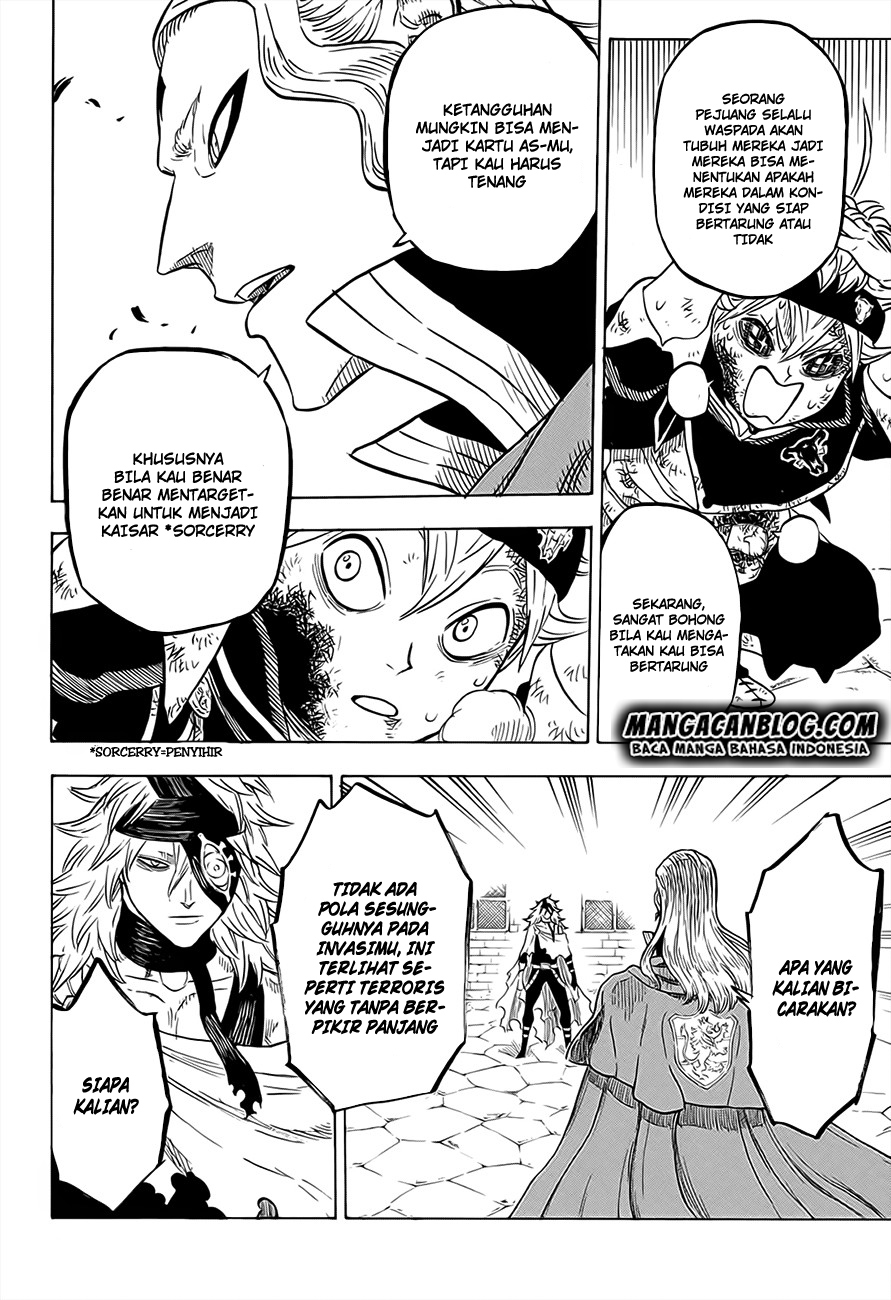 SEORANG
PEJUANG SELALU
WASPADA AKAN
TUBUH MEREKA JADI
MEREKA BISA ME-
NENTUKAN APAKAH
MEREKA DALAM KON-
DISI YANG SIAP
BERTARUNG ATAU
TIDAK
SEKARANG,
SANGAT BOHONG
BILA KAU MENGA-
TAKAN KAU BISA
BERTARUNG
KETANGGUHAN
MUNGKIN BISA MEN-
JADI KARTU AS-MU,
TAPI KAU HARUS
TENANG
KHUSUSNYA
BILA KAU BENAR
BENAR MENTARGET-
KAN UNTUK MENJADI
KAISAR *SORCERRY
*SORCERRY=PENYIHIR
MANGACANBLOG.COM
BACA MANGA BAHASA INDONESIA
APA YANG
KALIAN BI-
CARAKAN?
TIDAK ADA
POLA SESUNG-
GUHNYA PADA
INVASIMU, INI
TERLIHAT SE-
PERTI TERRORIS
YANG TANPA BER-
PIKIR PANJANG
SIAPA
KALIAN?